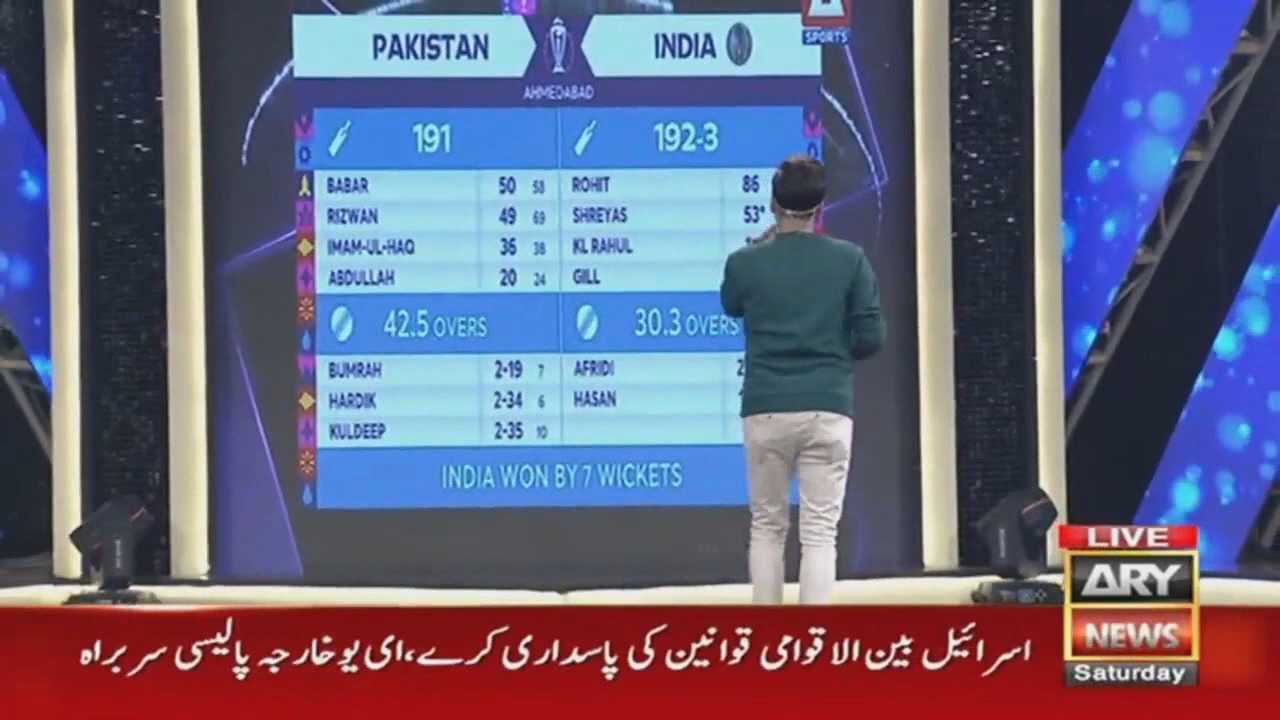 PAKISTAN INDIA
SPORTS
AHMEDABAD
191 192-3
BABAR 50 58 ROHIT 86
RIZWAN 49 69 SHREYAS 53*
IMAM-UL-HAQ 36 38 KL RAHUL
ABDULLAH 20 24 GILL
42.5 OVERS 30.3 OVERS
BUMRAH 2-19 7 AFRIDI 2
HARDIK 2-34 6 HASAN
KULDEEP 2-35 10
INDIA WON BY 7 WICKETS
LIVE
ARY
NEWS
Saturday
اسرائیل بین الاقوامی قوانین کی پاسداری کرے،ای یو خارجہ پالیسی سربراہ